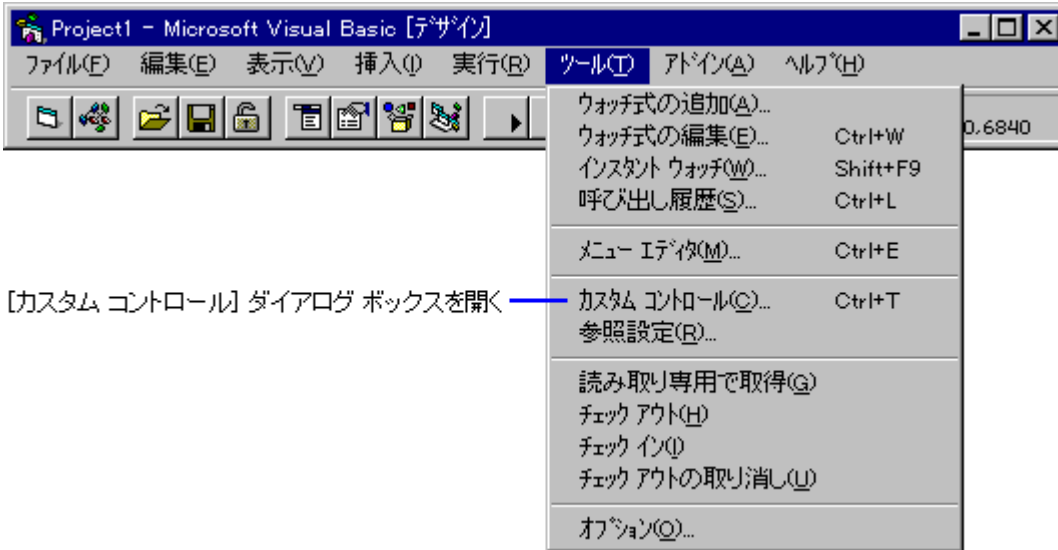 Project1 - Microsoft Visual Basic [ﾃﾞｻﾞｲﾝ]
ﾌｧｲﾙ(F) 編集(E) 表示(V) 挿入(I) 実行(R) ﾂｰﾙ(T) ｱﾄﾞｲﾝ(A) ﾍﾙﾌﾟ(H)
0,6840
ｳｫｯﾁ式の追加(A)...
ｳｫｯﾁ式の編集(E)... Ctrl+W
ｲﾝｽﾀﾝﾄ ｳｫｯﾁ(W)... Shift+F9
呼び出し履歴(S)... Ctrl+L
ﾒﾆｭｰ ｴﾃﾞｨﾀ(M)... Ctrl+E
[カスタム コントロール] ダイアログ ボックスを開く
ｶｽﾀﾑ ｺﾝﾄﾛｰﾙ(C)... Ctrl+T
参照設定(R)...
読み取り専用で取得(G)
ﾁｪｯｸ ｱｳﾄ(H)
ﾁｪｯｸ ｲﾝ(I)
ﾁｪｯｸ ｱｳﾄの取り消し(U)
ｵﾌﾟｼｮﾝ(O)...